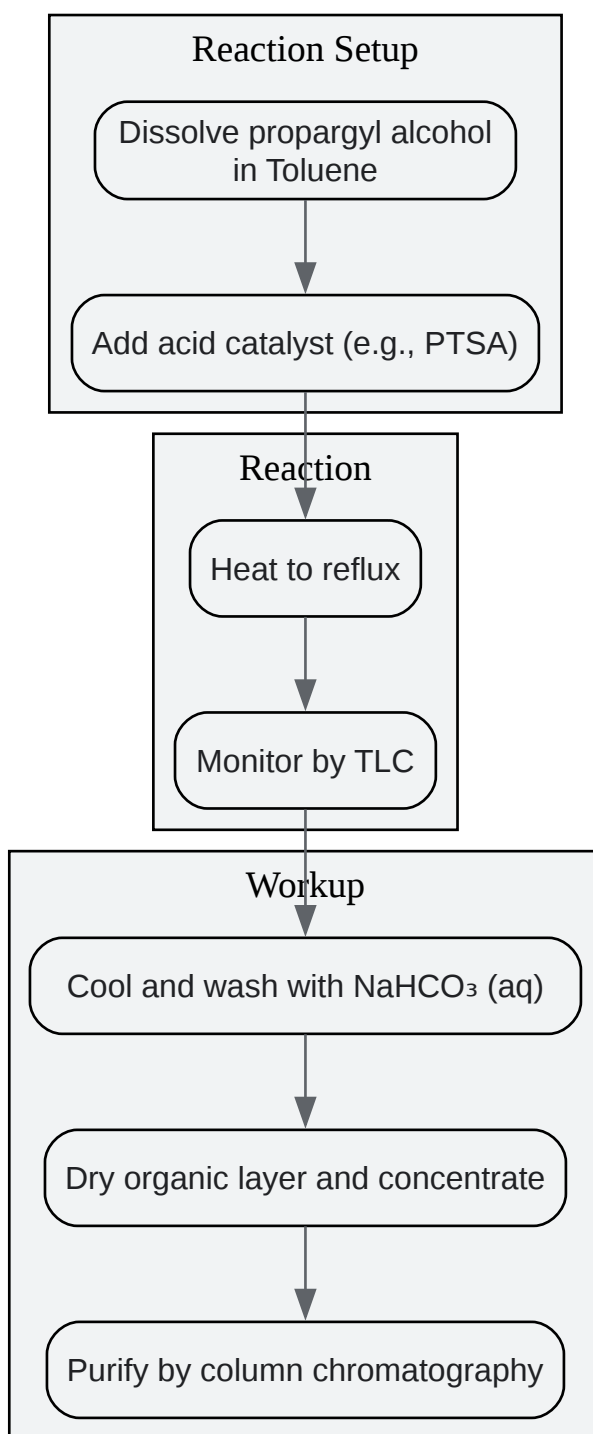 Reaction Setup
Dissolve propargyl alcohol
in Toluene
Add acid catalyst (e.g., PTSA)
Reaction
Heat to reflux
Monitor by TLC
Workup
Cool and wash with NaHCO₃ (aq)
Dry organic layer and concentrate
Purify by column chromatography